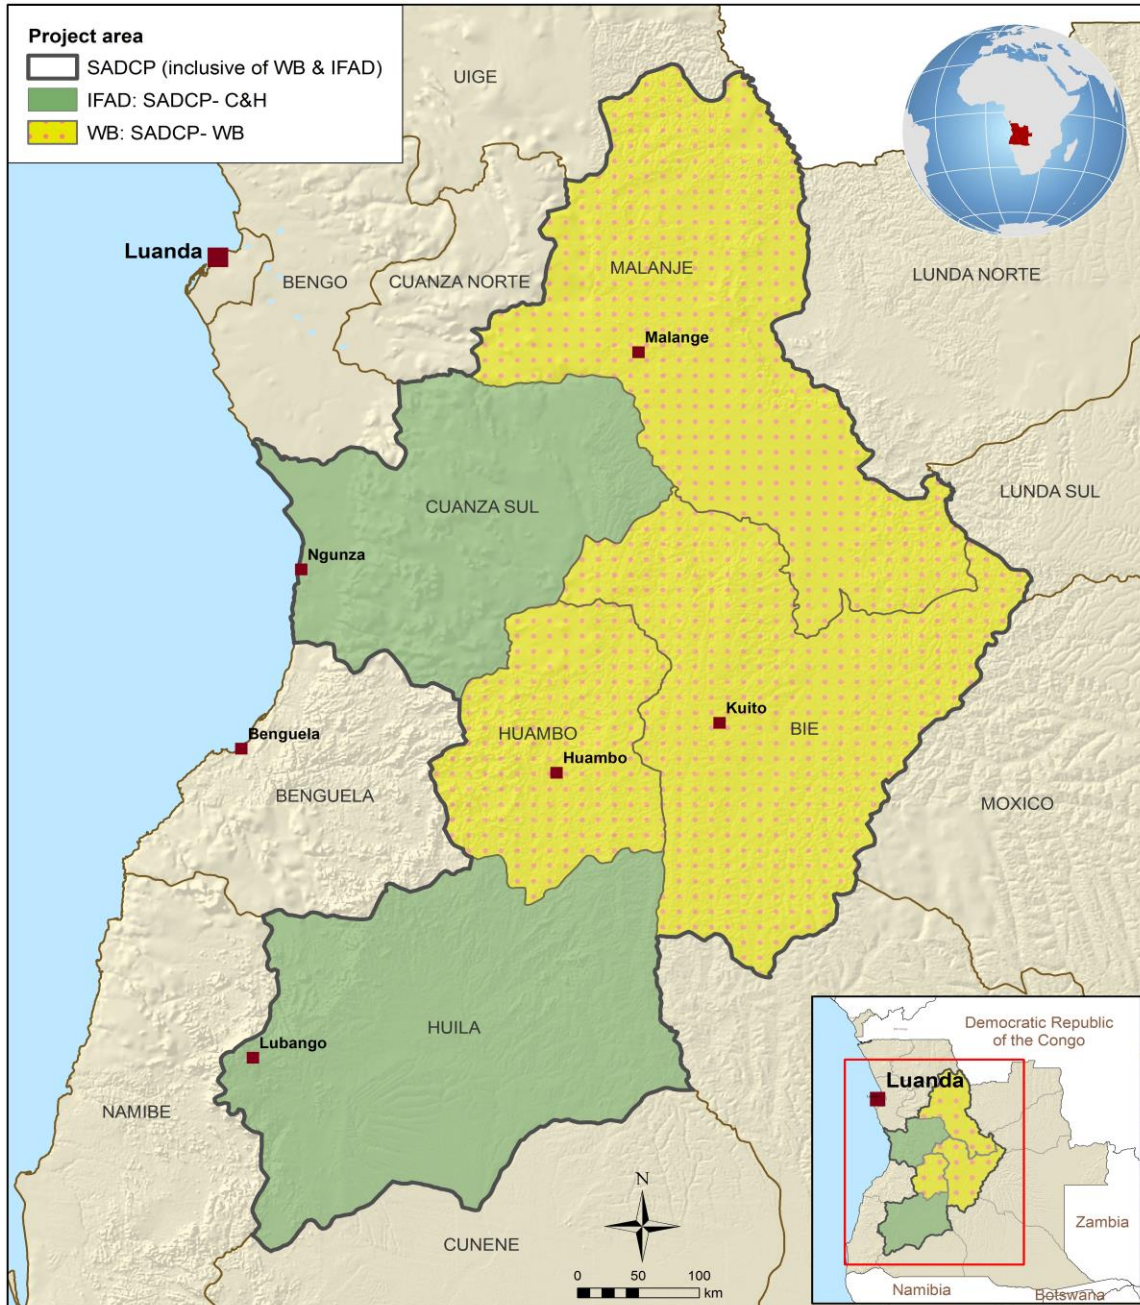 Project area
SADCP (inclusive of WB & IFAD)
IFAD: SADCP- C&H
WB: SADCP- WB
UIGE
Luanda
BENGO
CUANZA NORTE
MALANJE
LUNDA NORTE
Malange
CUANZA SUL
LUNDA SUL
Ngunza
Kuito
BIE
HUAMBO
Huambo
Benguela
BENGUELA
MOXICO
HUILA
Lubango
NAMIBE
CUNENE
N
0 50 100
km
Democratic Republic
of the Congo
Luanda
Zambia
Namibia
Botswana